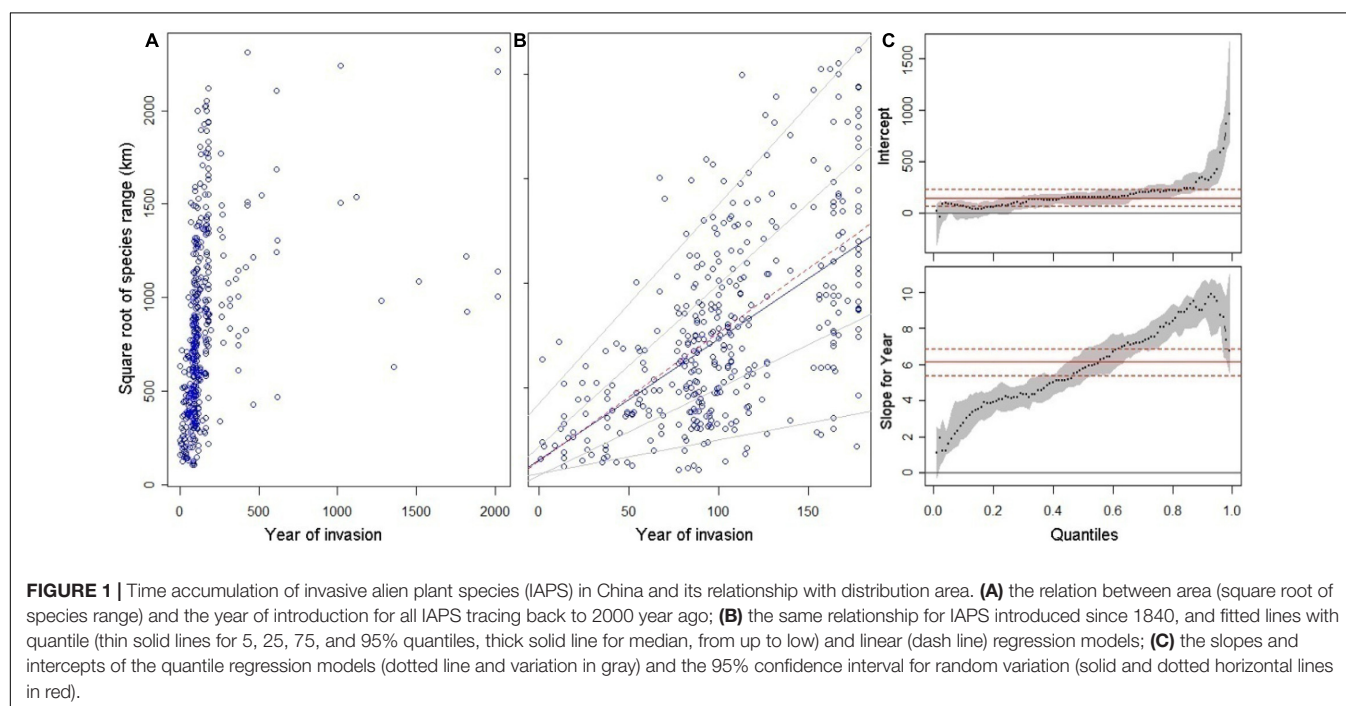 A
B
C
Square root of species range (km)
0
500
1000
1500
2000
0
500
1000
1500
2000
Year of invasion
0
50
100
150
Year of invasion
Intercept
0
500
1000
1500
Slope for Year
0
2
4
6
8
10
0.0
0.2
0.4
0.6
0.8
1.0
Quantiles
FIGURE 1 | Time accumulation of invasive alien plant species (IAPS) in China and its relationship with distribution area. (A) the relation between area (square root of
species range) and the year of introduction for all IAPS tracing back to 2000 year ago; (B) the same relationship for IAPS introduced since 1840, and fitted lines with
quantile (thin solid lines for 5, 25, 75, and 95% quantiles, thick solid line for median, from up to low) and linear (dash line) regression models; (C) the slopes and
intercepts of the quantile regression models (dotted line and variation in gray) and the 95% confidence interval for random variation (solid and dotted horizontal lines
in red).